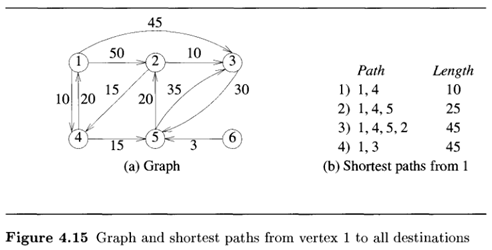 45
50
10
1
2
3
10
20
15
20
35
30
4
15
5
3
6
(a) Graph
Path Length
1) 1, 4 10
2) 1, 4, 5 25
3) 1, 4, 5, 2 45
4) 1, 3 45
(b) Shortest paths from 1
Figure 4.15 Graph and shortest paths from vertex 1 to all destinations